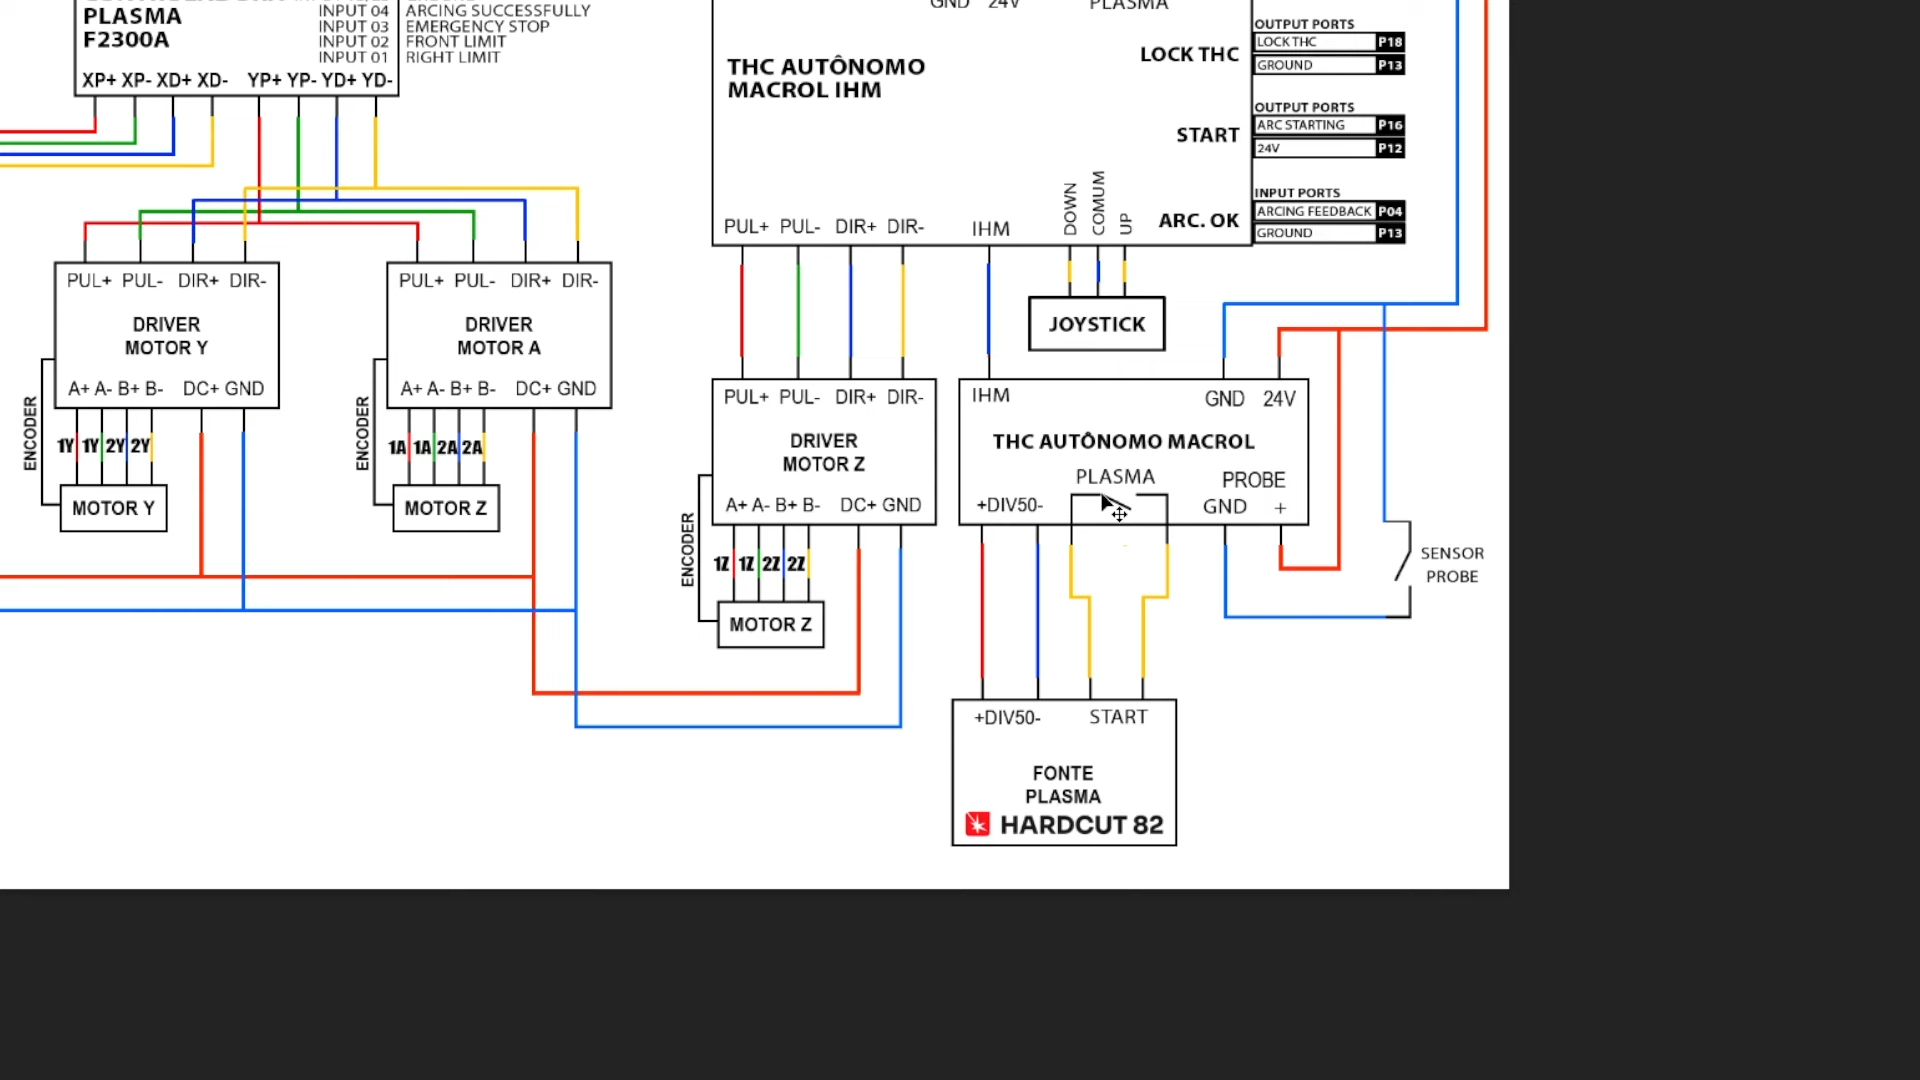 PLASMA
F2300A
INPUT 04 ARCING SUCCESSFULLY
INPUT 03 EMERGENCY STOP
INPUT 02 FRONT LIMIT
INPUT 01 RIGHT LIMIT
XP+ XP- XD+ XD- YP+ YP- YD+ YD-
GND 24V
PLASMA
THC AUTÔNOMO
MACROL IHM
LOCK THC
START
ARC. OK
OUTPUT PORTS
LOCK THC P18
GROUND P13
OUTPUT PORTS
ARC STARTING P16
24V P12
INPUT PORTS
ARCING FEEDBACK P04
GROUND P13
PUL+ PUL- DIR+ DIR- IHM
DOWN
COMUM
UP
JOYSTICK
PUL+ PUL- DIR+ DIR-
DRIVER
MOTOR Y
A+ A- B+ B- DC+ GND
ENCODER
1Y 1Y 2Y 2Y
MOTOR Y
PUL+ PUL- DIR+ DIR-
DRIVER
MOTOR A
A+ A- B+ B- DC+ GND
ENCODER
1A 1A 2A 2A
MOTOR Z
PUL+ PUL- DIR+ DIR-
DRIVER
MOTOR Z
A+ A- B+ B- DC+ GND
ENCODER
1Z 1Z 2Z 2Z
MOTOR Z
IHM
GND 24V
THC AUTÔNOMO MACROL
PLASMA
PROBE
+DIV50-
GND +
SENSOR
PROBE
+DIV50- START
FONTE
PLASMA
HARDCUT 82